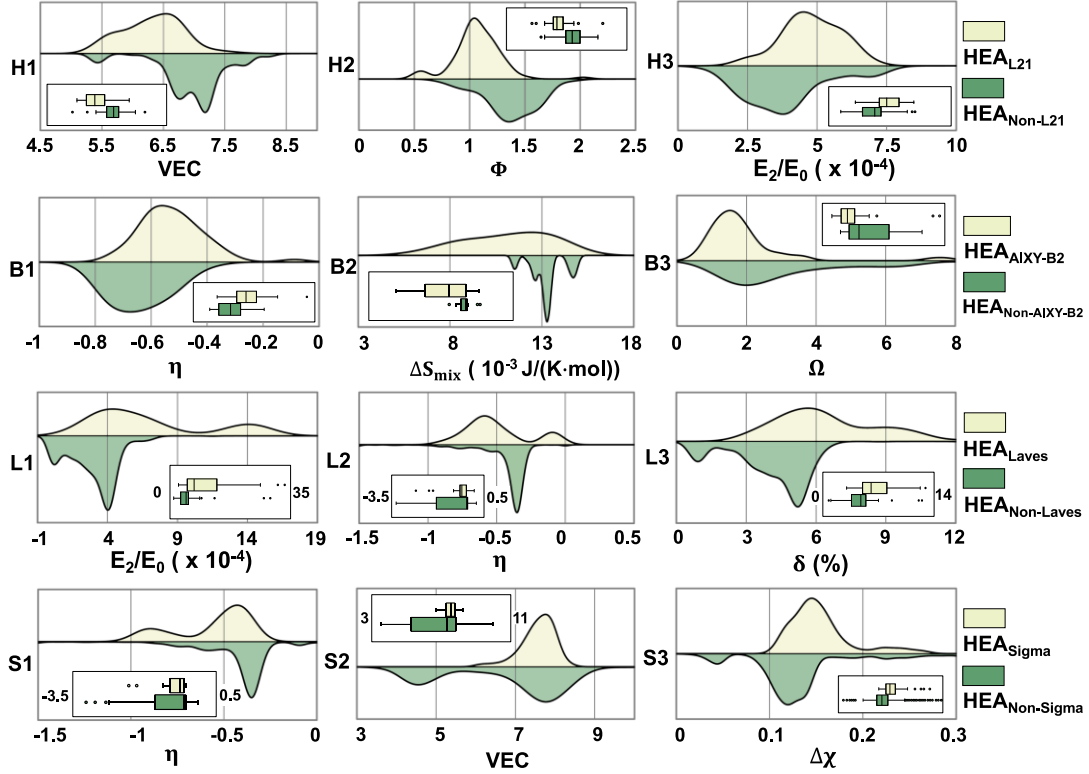 H1
4.5 5.5 6.5 7.5 8.5
VEC
H2
0 0.5 1.0 1.5 2.0 2.5
Φ
H3
0 2.5 5 7.5 10
E2/E0 ( x 10-4)
HEAL21
HEANon-L21
B1
-1 -0.8 -0.6 -0.4 -0.2 0
η
B2
3 8 13 18
ΔSmix ( 10-3 J/(K·mol))
B3
0 2 4 6 8
Ω
HEAAlXY-B2
HEANon-AlXY-B2
L1
0 35
-1 4 9 14 19
E2/E0 ( x 10-4)
L2
-3.5 0.5
-1.5 -1 -0.5 0 0.5
η
L3
0 14
0 3 6 9 12
δ (%)
HEALaves
HEANon-Laves
S1
-3.5 0.5
-1.5 -1 -0.5 0
η
S2
3 11
3 5 7 9
VEC
S3
0 0.1 0.2 0.3
Δχ
HEASigma
HEANon-Sigma